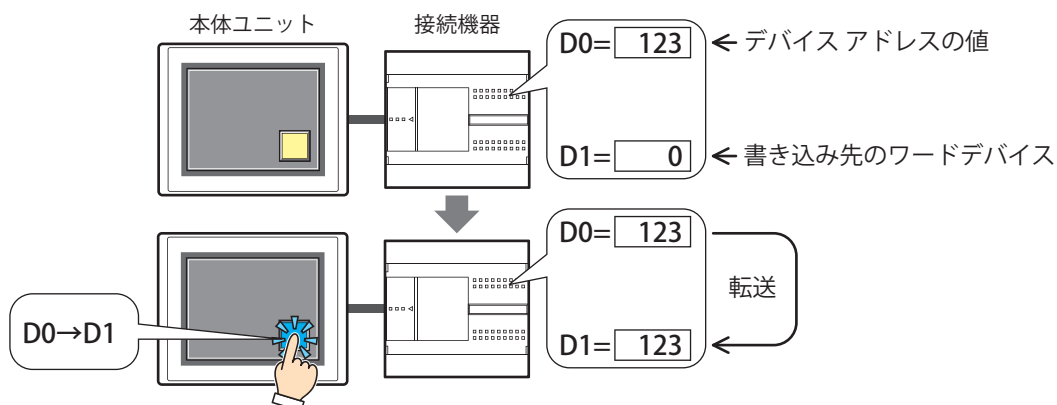 本体ユニット
接続機器
D0= 123 ← デバイス アドレスの値
D1= 0 ← 書き込み先のワードデバイス
D0= 123
転送
D0→D1
D1= 123